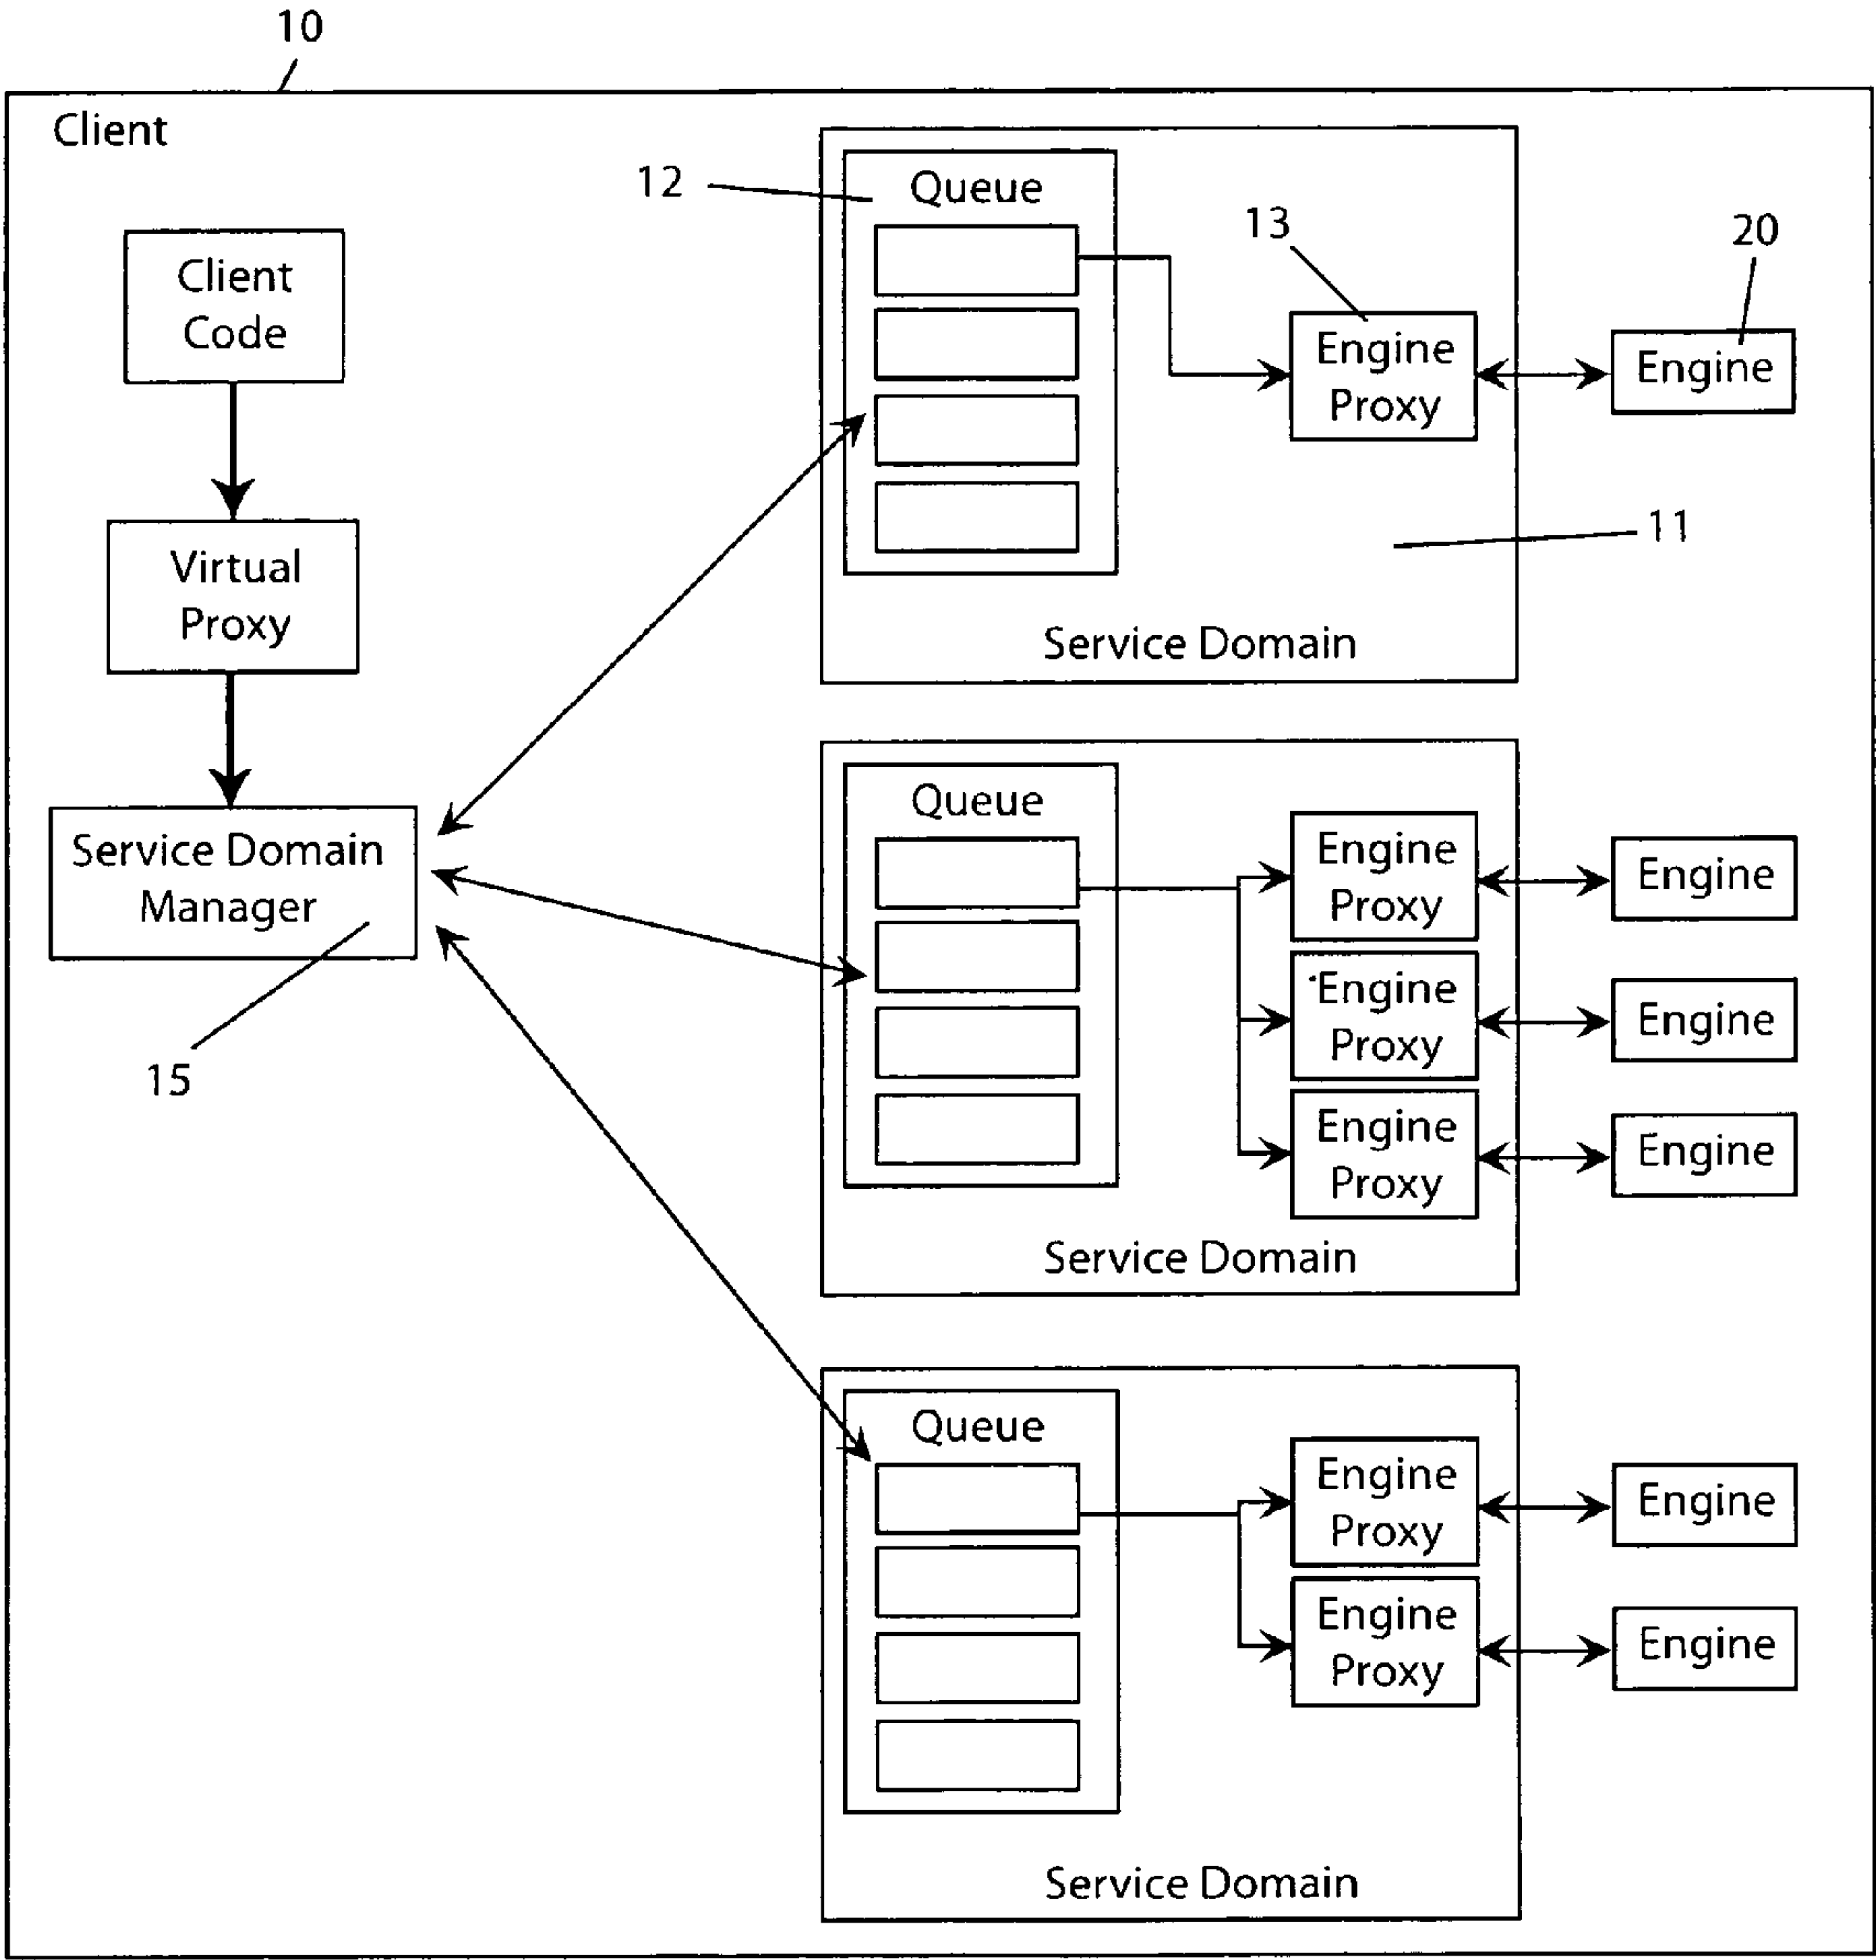 10
Client
12
Queue
13
20
Client
Code
Engine
Proxy
Engine
11
Virtual
Proxy
Service Domain
Service Domain
Manager
15
Queue
Engine
Proxy
Engine
Engine
Proxy
Engine
Engine
Proxy
Engine
Service Domain
Queue
Engine
Proxy
Engine
Engine
Proxy
Engine
Service Domain